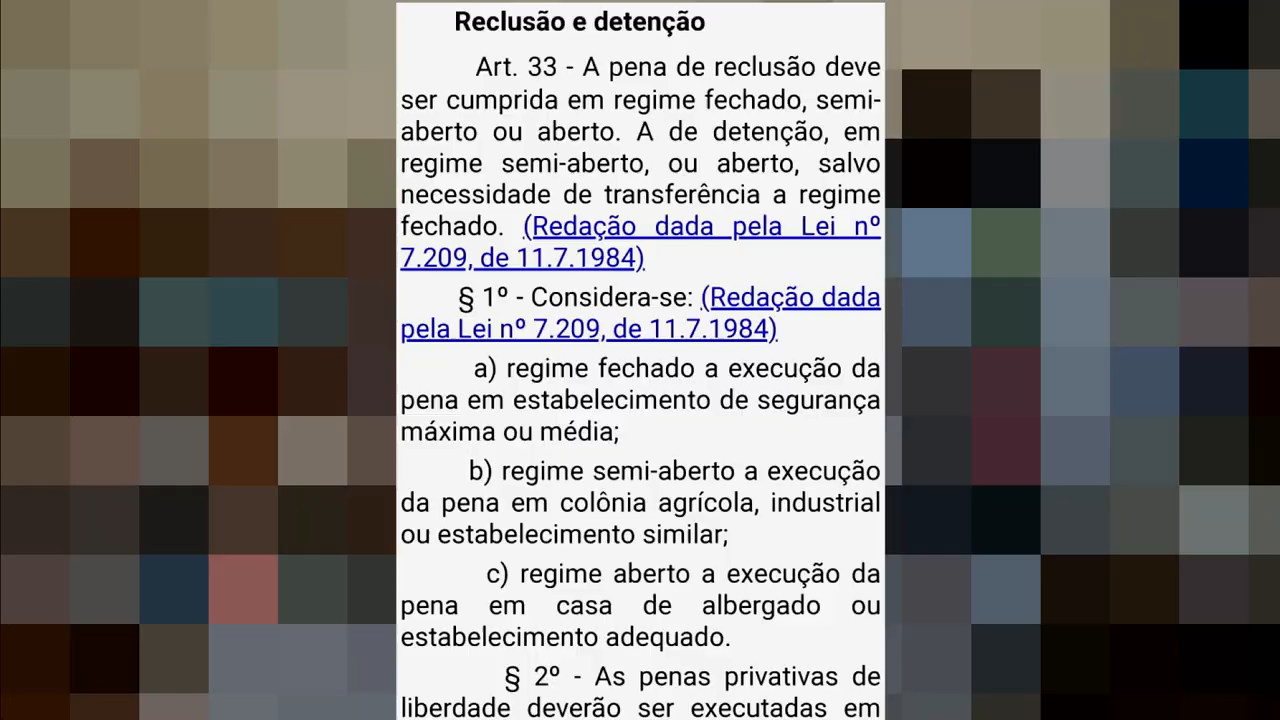 Reclusão e detenção
Art. 33 - A pena de reclusão deve
ser cumprida em regime fechado, semi-
aberto ou aberto. A de detenção, em
regime semi-aberto, ou aberto, salvo
necessidade de transferência a regime
fechado. (Redação dada pela Lei nº
7.209, de 11.7.1984)
§ 1º - Considera-se: (Redação dada
pela Lei nº 7.209, de 11.7.1984)
a) regime fechado a execução da
pena em estabelecimento de segurança
máxima ou média;
b) regime semi-aberto a execução
da pena em colônia agrícola, industrial
ou estabelecimento similar;
c) regime aberto a execução da
pena em casa de albergado ou
estabelecimento adequado.
§ 2º - As penas privativas de
liberdade deverão ser executadas em